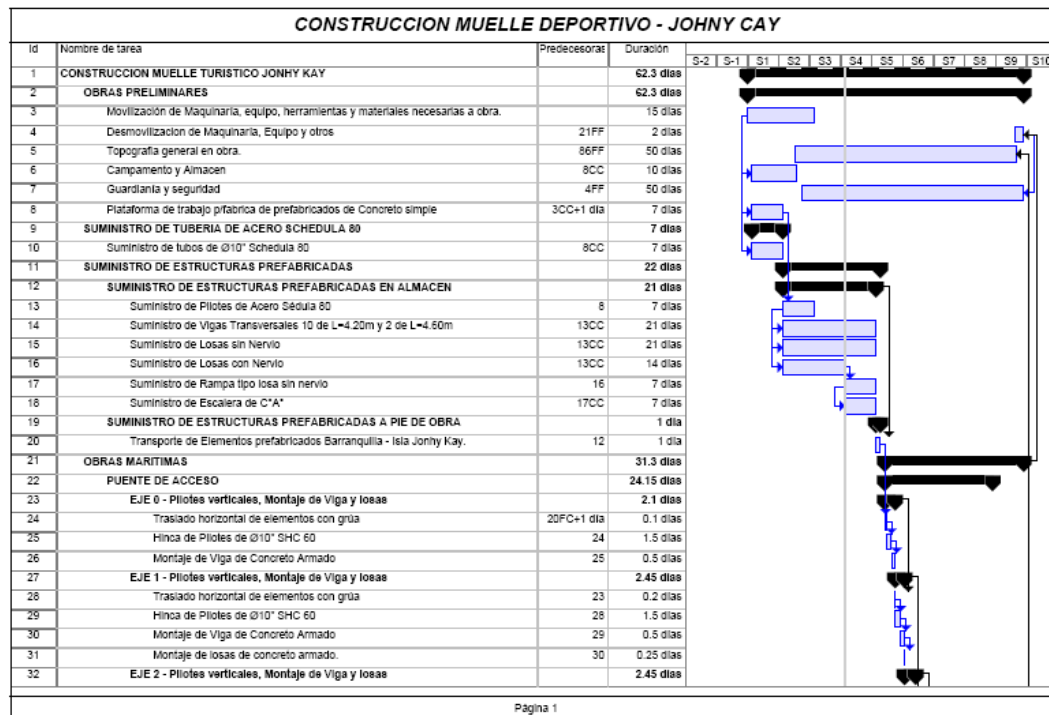 CONSTRUCCION MUELLE DEPORTIVO - JOHNY CAY
Id Nombre de tarea Predecesoras Duración
S-2 S-1 S1 S2 S3 S4 S5 S6 S7 S8 S9 S10
1 CONSTRUCCION MUELLE TURISTICO JONHY KAY 62.3 días
2 OBRAS PRELIMINARES 62.3 días
3 Movilización de Maquinaria, equipo, herramientas y materiales necesarias a obra. 15 días
4 Desmovilizacion de Maquinaria, Equipo y otros 21FF 2 días
5 Topografia general en obra. 86FF 50 días
6 Campamento y Almacen 8CC 10 días
7 Guardianía y seguridad 4FF 50 días
8 Plataforma de trabajo p/fabrica de prefabricados de Concreto simple 3CC+1 día 7 días
9 SUMINISTRO DE TUBERIA DE ACERO SCHEDULA 80 7 días
10 Suministro de tubos de Ø10" Schedula 80 8CC 7 días
11 SUMINISTRO DE ESTRUCTURAS PREFABRICADAS 22 días
12 SUMINISTRO DE ESTRUCTURAS PREFABRICADAS EN ALMACEN 21 días
13 Suministro de Pilotes de Acero Sédula 80 8 7 días
14 Suministro de Vigas Transversales 10 de L=4.20m y 2 de L=4.60m 13CC 21 días
15 Suministro de Losas sin Nervio 13CC 21 días
16 Suministro de Losas con Nervio 13CC 14 días
17 Suministro de Rampa tipo losa sin nervio 16 7 días
18 Suministro de Escalera de C°A° 17CC 7 días
19 SUMINISTRO DE ESTRUCTURAS PREFABRICADAS A PIE DE OBRA 1 día
20 Transporte de Elementos prefabricados Barranquilla - Isla Jonhy Kay. 12 1 día
21 OBRAS MARITIMAS 31.3 días
22 PUENTE DE ACCESO 24.15 días
23 EJE 0 - Pilotes verticales, Montaje de Viga y losas 2.1 días
24 Traslado horizontal de elementos con grúa 20FC+1 día 0.1 días
25 Hinca de Pilotes de Ø10" SHC 60 24 1.5 días
26 Montaje de Viga de Concreto Armado 25 0.5 días
27 EJE 1 - Pilotes verticales, Montaje de Viga y losas 2.45 días
28 Traslado horizontal de elementos con grúa 23 0.2 días
29 Hinca de Pilotes de Ø10" SHC 60 28 1.5 días
30 Montaje de Viga de Concreto Armado 29 0.5 días
31 Montaje de losas de concreto armado. 30 0.25 días
32 EJE 2 - Pilotes verticales, Montaje de Viga y losas 2.45 días
Página 1